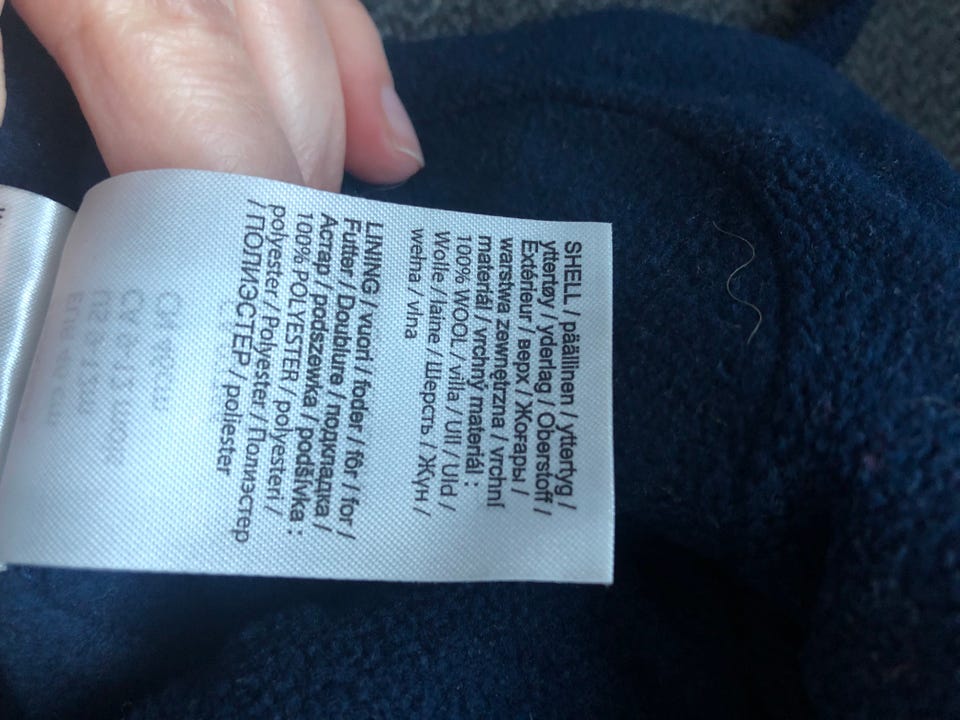 SHELL / päällinen / yttertyg /
yttertøy / yderlag / Oberstoff /
Extérieur / верх / Жоғары /
warstwa zewnętrzna / vrchní
materiál / vrchný materiál :
100% WOOL / villa / Ull / Uld /
Wolle / laine / Шерсть / Жүн /
wełna / vlna
LINING / vuori / foder / fôr / for /
Futter / Doublure / подкладка /
Астар / podszewka / podšívka :
100% POLYESTER / polyesteri /
polyester / Polyester / Полиэстер
/ ПОЛИЭСТЕР / poliester